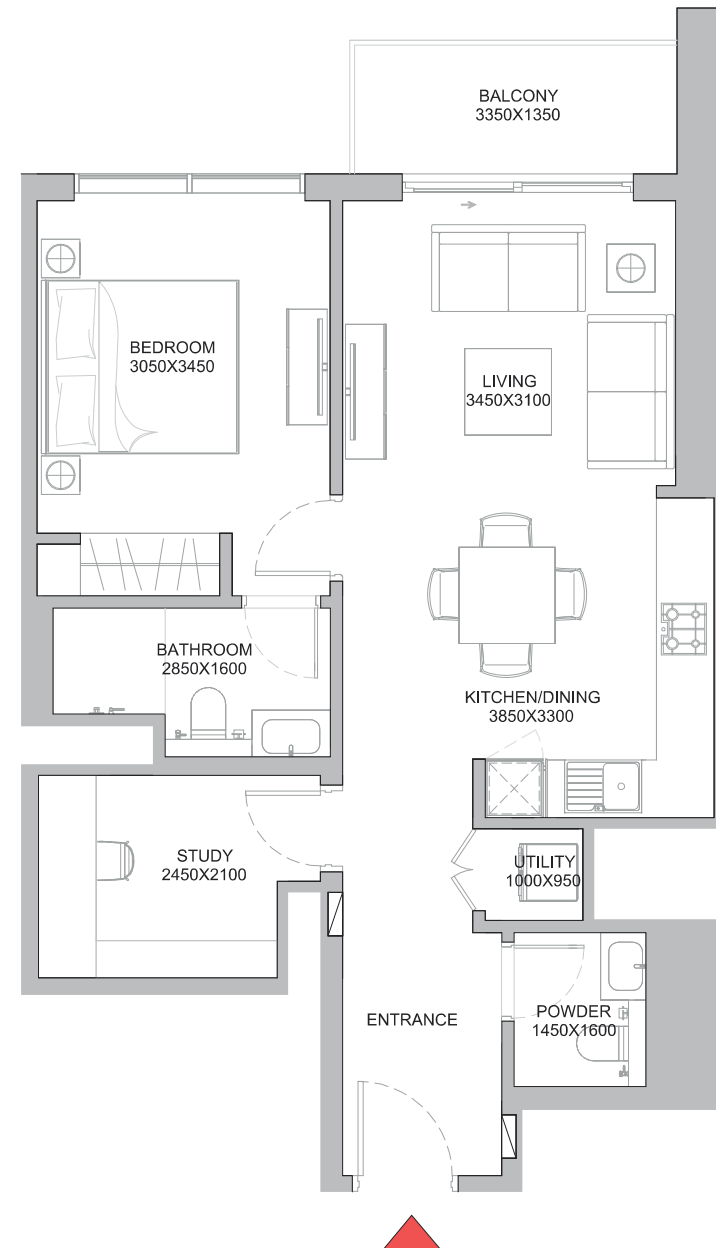 BALCONY
3350X1350
BEDROOM
3050X3450
LIVING
3450X3100
BATHROOM
2850X1600
KITCHEN/DINING
3850X3300
STUDY
2450X2100
UTILITY
1000X950
ENTRANCE
POWDER
1450X1600